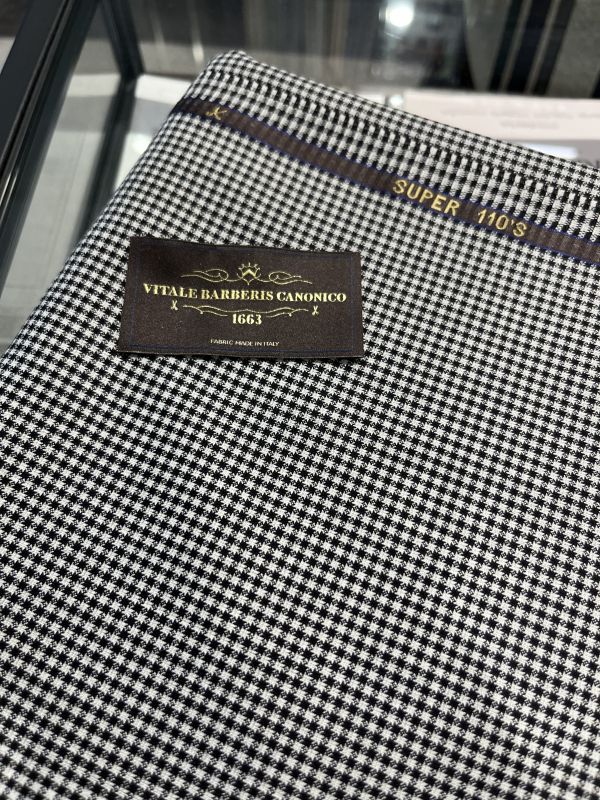 SUPER 110'S
VITALE BARBERIS CANONICO
1663
FABRIC MADE IN ITALY